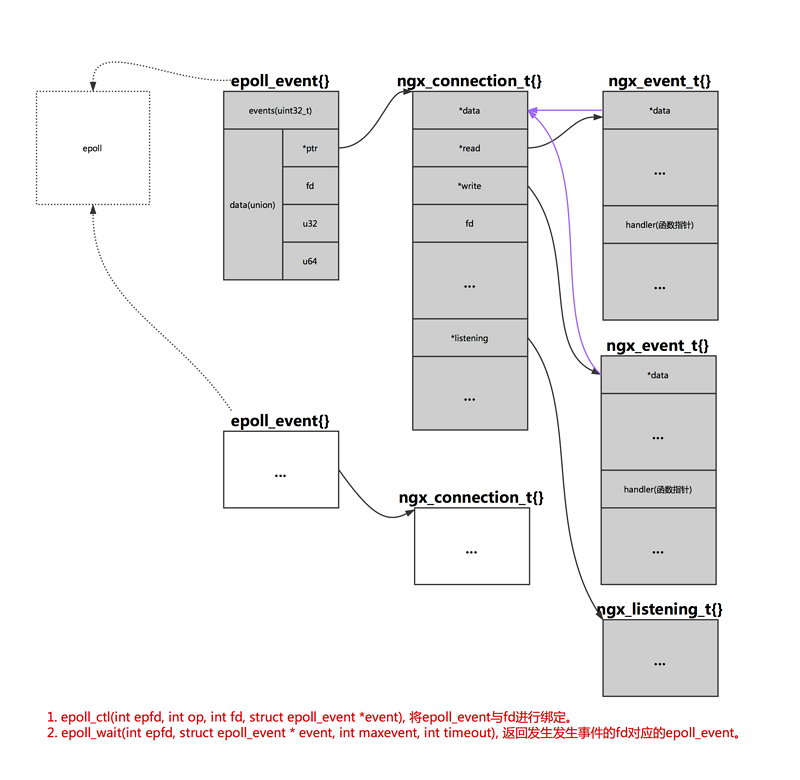 epoll_event{}
ngx_connection_t{}
ngx_event_t{}
epoll
events(uint32_t)
data(union)
*ptr
fd
u32
u64
*data
*read
*write
fd
...
*listening
...
*data
...
handler(函数指针)
...
ngx_event_t{}
*data
...
handler(函数指针)
...
epoll_event{}
...
ngx_connection_t{}
...
ngx_listening_t{}
...
1. epoll_ctl(int epfd, int op, int fd, struct epoll_event *event), 将epoll_event与fd进行绑定。
2. epoll_wait(int epfd, struct epoll_event * event, int maxevent, int timeout), 返回发生发生事件的fd对应的epoll_event。